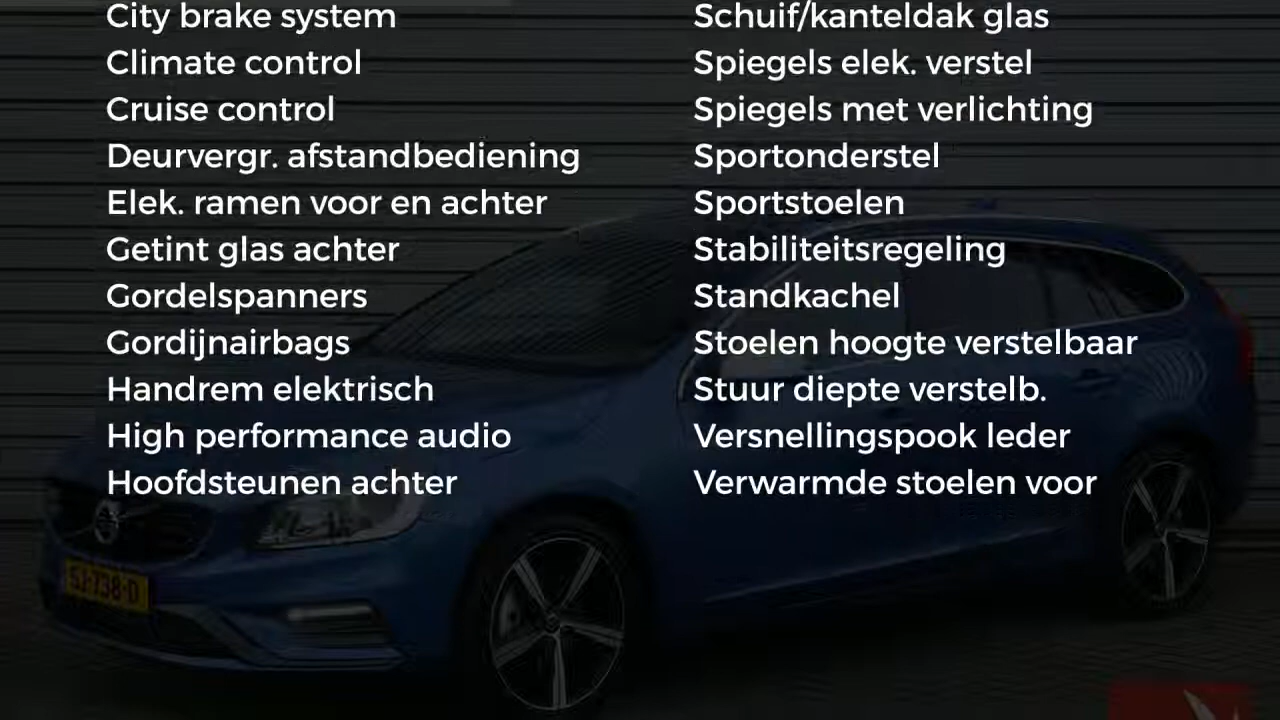 City brake system
Climate control
Cruise control
Deurvergr. afstandbediening
Elek. ramen voor en achter
Getint glas achter
Gordelspanners
Gordijnairbags
Handrem elektrisch
High performance audio
Hoofdsteunen achter
Schuif/kanteldak glas
Spiegels elek. verstel
Spiegels met verlichting
Sportonderstel
Sportstoelen
Stabiliteitsregeling
Standkachel
Stoelen hoogte verstelbaar
Stuur diepte verstelb.
Versnellingspook leder
Verwarmde stoelen voor
SJ-738-D